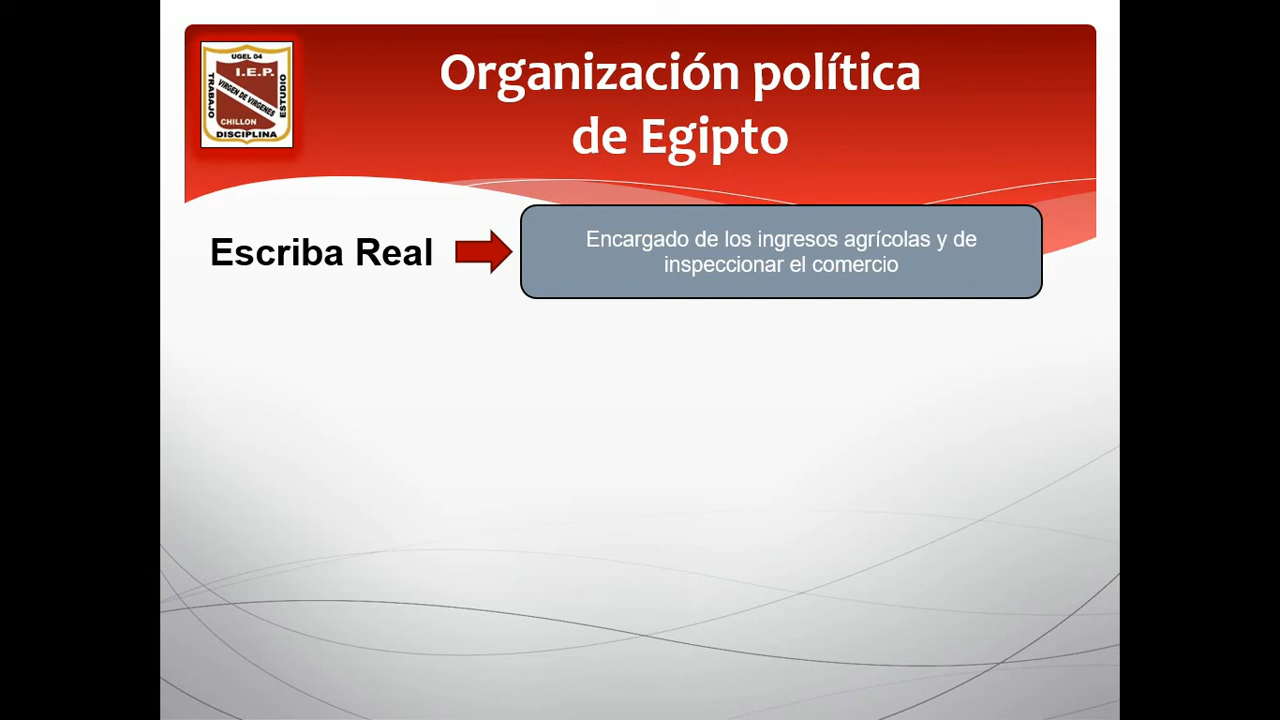 UGEL 04
I.E.P.
VIRGEN DE VIRGENES
CHILLON
TRABAJO
ESTUDIO
DISCIPLINA
Organización política
de Egipto
Escriba Real
Encargado de los ingresos agrícolas y de
inspeccionar el comercio